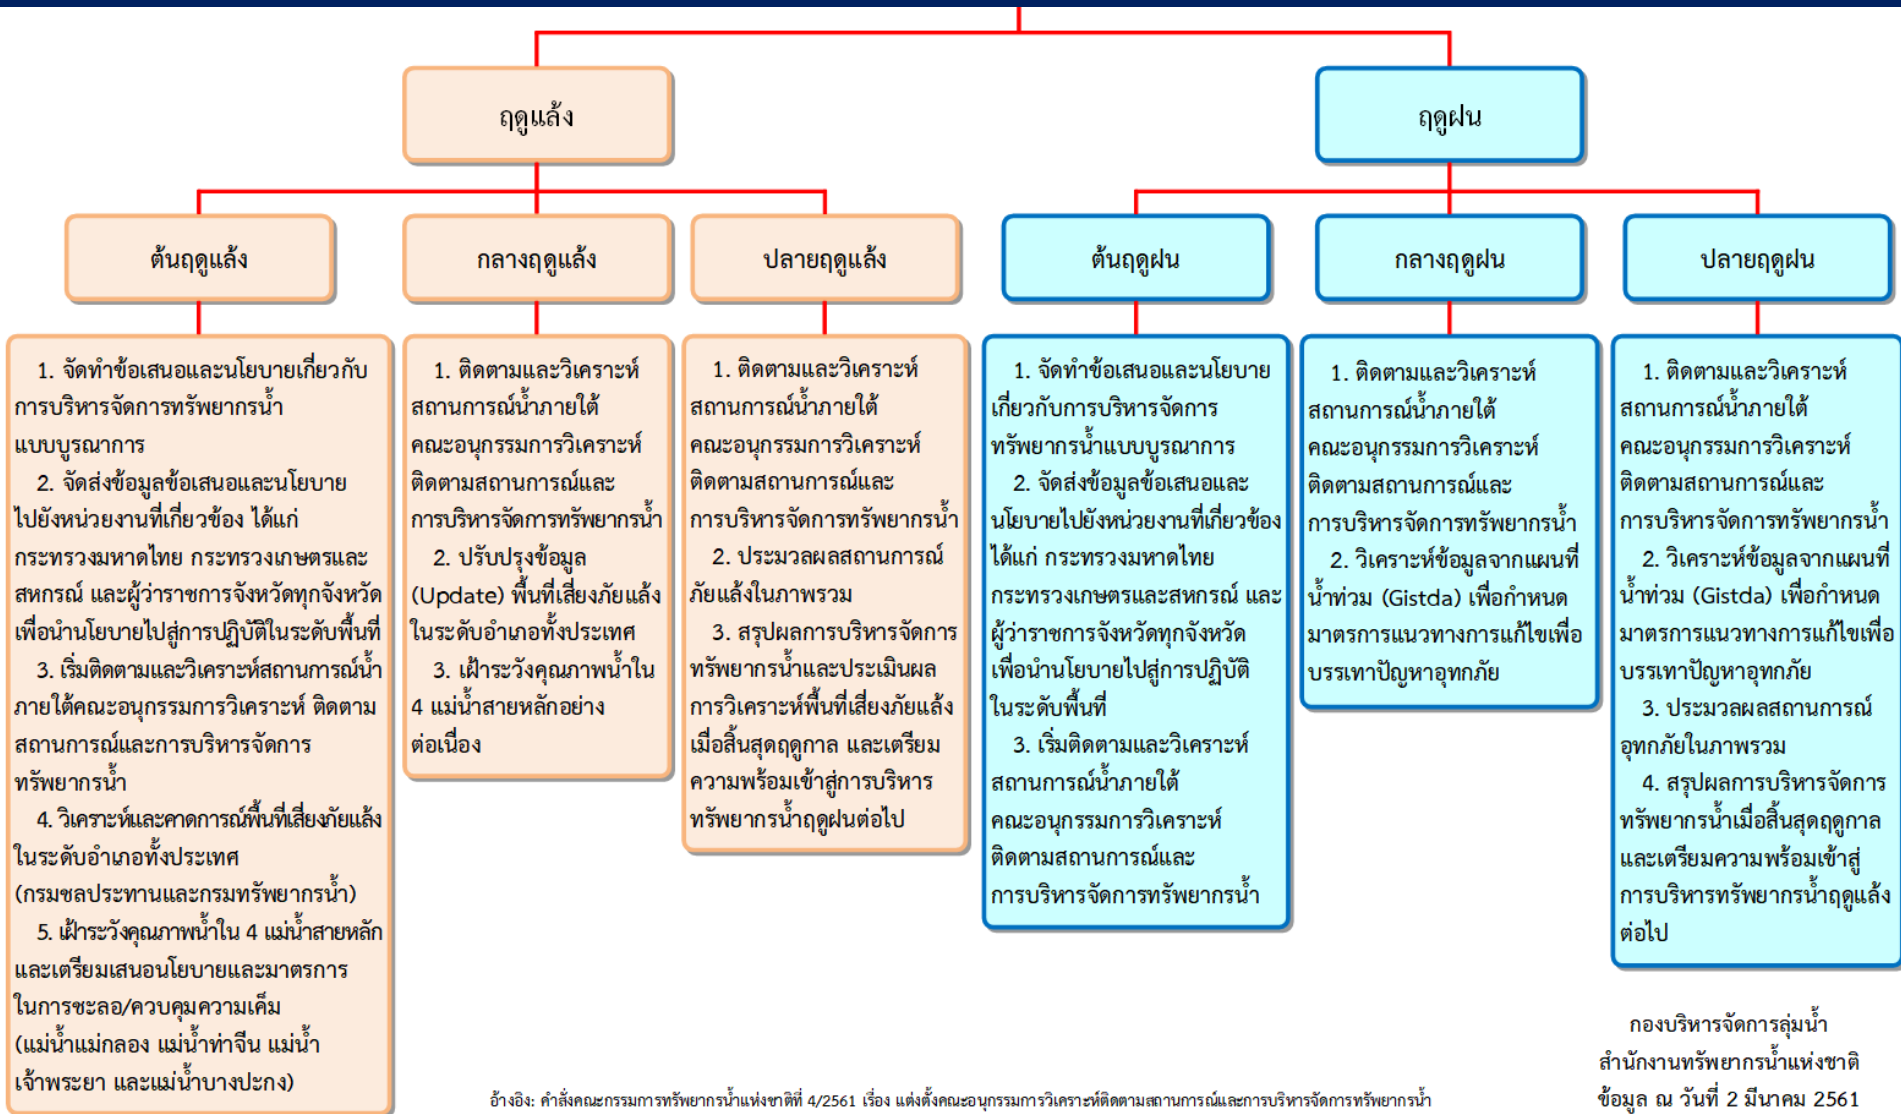 ฤดูแล้ง
ฤดูฝน
ต้นฤดูแล้ง
กลางฤดูแล้ง
ปลายฤดูแล้ง
ต้นฤดูฝน
กลางฤดูฝน
ปลายฤดูฝน
1. จัดทำข้อเสนอและนโยบายเกี่ยวกับ
การบริหารจัดการทรัพยากรน้ำ
แบบบูรณาการ
2. จัดส่งข้อมูลข้อเสนอและนโยบาย
ไปยังหน่วยงานที่เกี่ยวข้อง ได้แก่
กระทรวงมหาดไทย กระทรวงเกษตรและ
สหกรณ์ และผู้ว่าราชการจังหวัดทุกจังหวัด
เพื่อนำนโยบายไปสู่การปฏิบัติในระดับพื้นที่
3. เริ่มติดตามและวิเคราะห์สถานการณ์น้ำ
ภายใต้คณะอนุกรรมการวิเคราะห์ ติดตาม
สถานการณ์และการบริหารจัดการ
ทรัพยากรน้ำ
4. วิเคราะห์และคาดการณ์พื้นที่เสี่ยงภัยแล้ง
ในระดับอำเภอทั้งประเทศ
(กรมชลประทานและกรมทรัพยากรน้ำ)
5. เฝ้าระวังคุณภาพน้ำใน 4 แม่น้ำสายหลัก
และเตรียมเสนอนโยบายและมาตรการ
ในการชะลอ/ควบคุมความเค็ม
(แม่น้ำแม่กลอง แม่น้ำท่าจีน แม่น้ำ
เจ้าพระยา และแม่น้ำบางปะกง)
1. ติดตามและวิเคราะห์
สถานการณ์น้ำภายใต้
คณะอนุกรรมการวิเคราะห์
ติดตามสถานการณ์และ
การบริหารจัดการทรัพยากรน้ำ
2. ปรับปรุงข้อมูล
(Update) พื้นที่เสี่ยงภัยแล้ง
ในระดับอำเภอทั้งประเทศ
3. เฝ้าระวังคุณภาพน้ำใน
4 แม่น้ำสายหลักอย่าง
ต่อเนื่อง
1. ติดตามและวิเคราะห์
สถานการณ์น้ำภายใต้
คณะอนุกรรมการวิเคราะห์
ติดตามสถานการณ์และ
การบริหารจัดการทรัพยากรน้ำ
2. ประมวลผลสถานการณ์
ภัยแล้งในภาพรวม
3. สรุปผลการบริหารจัดการ
ทรัพยากรน้ำและประเมินผล
การวิเคราะห์พื้นที่เสี่ยงภัยแล้ง
เมื่อสิ้นสุดฤดูกาล และเตรียม
ความพร้อมเข้าสู่การบริหาร
ทรัพยากรน้ำฤดูฝนต่อไป
1. จัดทำข้อเสนอและนโยบาย
เกี่ยวกับการบริหารจัดการ
ทรัพยากรน้ำแบบบูรณาการ
2. จัดส่งข้อมูลข้อเสนอและ
นโยบายไปยังหน่วยงานที่เกี่ยวข้อง
ได้แก่ กระทรวงมหาดไทย
กระทรวงเกษตรและสหกรณ์ และ
ผู้ว่าราชการจังหวัดทุกจังหวัด
เพื่อนำนโยบายไปสู่การปฏิบัติ
ในระดับพื้นที่
3. เริ่มติดตามและวิเคราะห์
สถานการณ์น้ำภายใต้
คณะอนุกรรมการวิเคราะห์
ติดตามสถานการณ์และ
การบริหารจัดการทรัพยากรน้ำ
1. ติดตามและวิเคราะห์
สถานการณ์น้ำภายใต้
คณะอนุกรรมการวิเคราะห์
ติดตามสถานการณ์และ
การบริหารจัดการทรัพยากรน้ำ
2. วิเคราะห์ข้อมูลจากแผนที่
น้ำท่วม (Gistda) เพื่อกำหนด
มาตรการแนวทางการแก้ไขเพื่อ
บรรเทาปัญหาอุทกภัย
1. ติดตามและวิเคราะห์
สถานการณ์น้ำภายใต้
คณะอนุกรรมการวิเคราะห์
ติดตามสถานการณ์และ
การบริหารจัดการทรัพยากรน้ำ
2. วิเคราะห์ข้อมูลจากแผนที่
น้ำท่วม (Gistda) เพื่อกำหนด
มาตรการแนวทางการแก้ไขเพื่อ
บรรเทาปัญหาอุทกภัย
3. ประมวลผลสถานการณ์
อุทกภัยในภาพรวม
4. สรุปผลการบริหารจัดการ
ทรัพยากรน้ำเมื่อสิ้นสุดฤดูกาล
และเตรียมความพร้อมเข้าสู่
การบริหารทรัพยากรน้ำฤดูแล้ง
ต่อไป
กองบริหารจัดการลุ่มน้ำ
สำนักงานทรัพยากรน้ำแห่งชาติ
ข้อมูล ณ วันที่ 2 มีนาคม 2561
อ้างอิง: คำสั่งคณะกรรมการทรัพยากรน้ำแห่งชาติที่ 4/2561 เรื่อง แต่งตั้งคณะอนุกรรมการวิเคราะห์ติดตามสถานการณ์และการบริหารจัดการทรัพยากรน้ำ